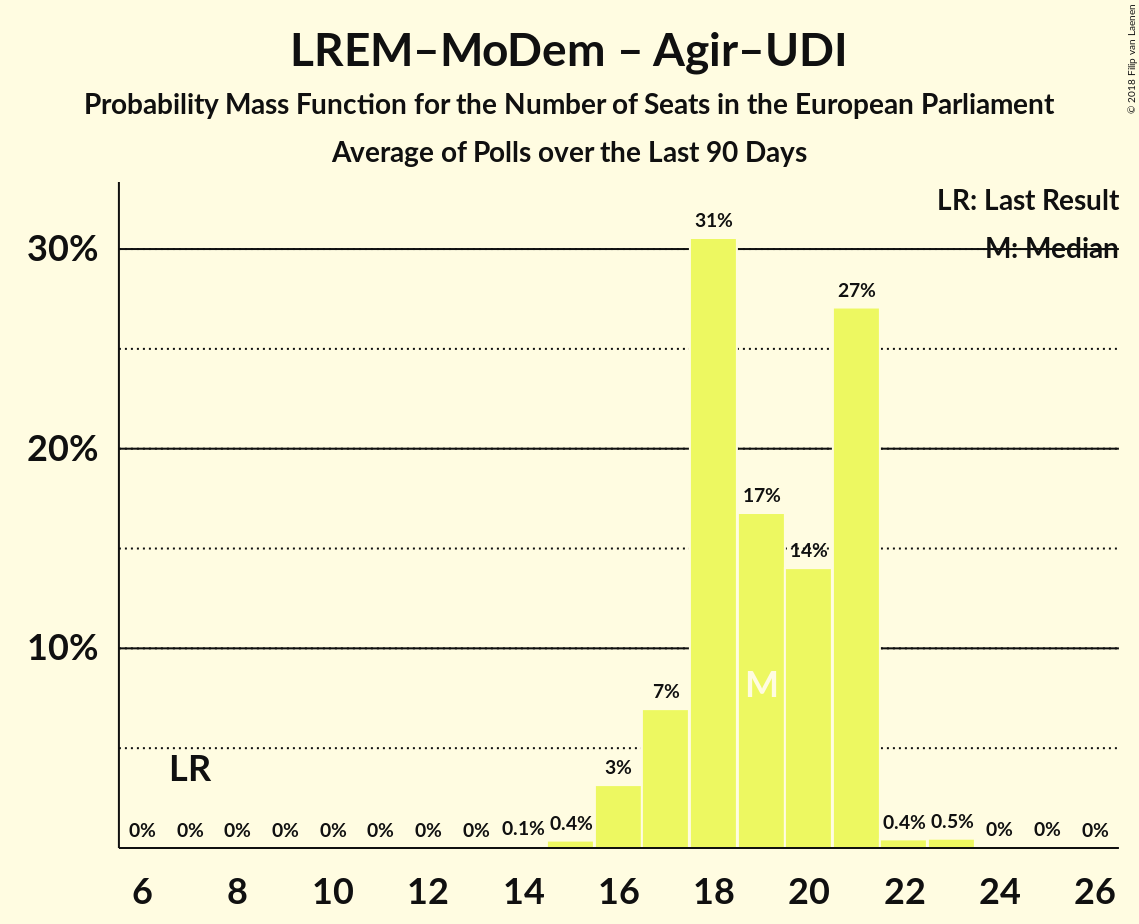 LREM–MoDem – Agir–UDI
Probability Mass Function for the Number of Seats in the European Parliament
Average of Polls over the Last 90 Days
© 2018 Filip van Laenen
LR: Last Result
M: Median
30%
20%
10%
31%
27%
17%
14%
7%
3%
M
LR
0% 0% 0% 0% 0% 0% 0% 0% 0.1% 0.4% 0.4% 0.5% 0% 0% 0%
6 8 10 12 14 16 18 20 22 24 26